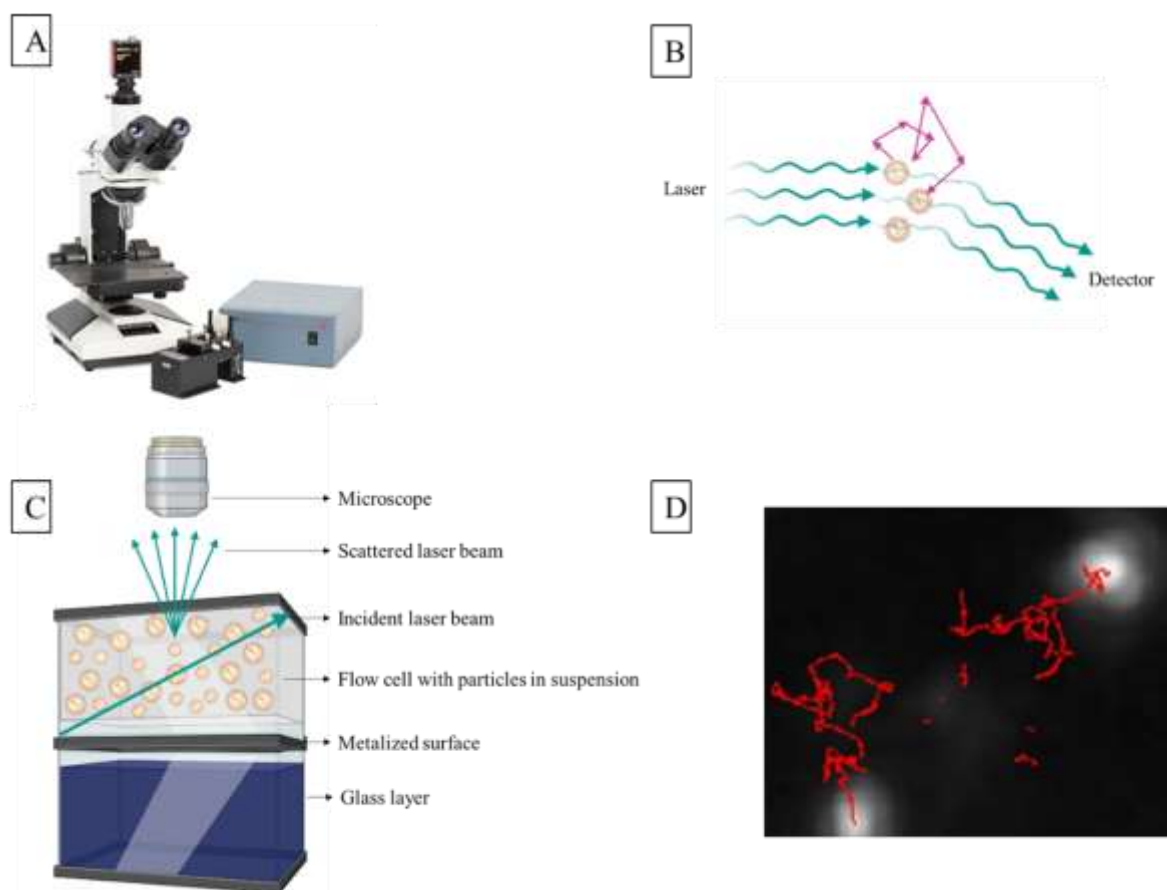 A
B
Laser
Detector
C
Microscope
Scattered laser beam
Incident laser beam
Flow cell with particles in suspension
Metalized surface
Glass layer
D